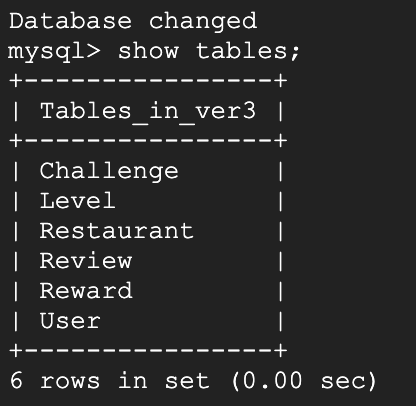 Database changed
mysql> show tables;
+----------------+
| Tables_in_ver3 |
+----------------+
| Challenge      |
| Level          |
| Restaurant     |
| Review         |
| Reward         |
| User           |
+----------------+
6 rows in set (0.00 sec)